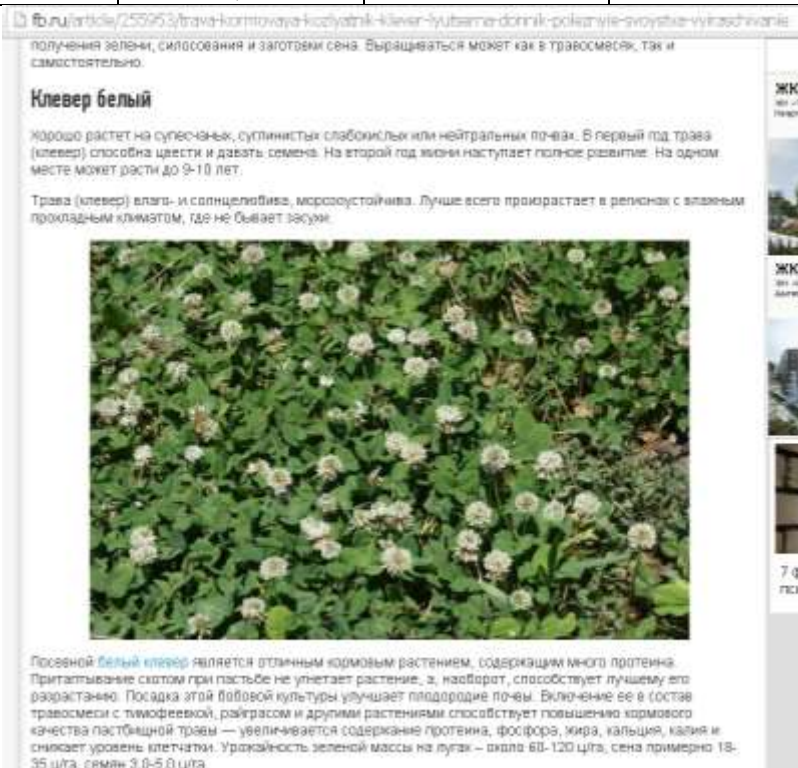 fb.ru/article/255953/trava-kormovaya-kozlyatnik-klever-lyutserna-donnik-poleznyie-svoystva-vyiraschivanie
получения зелени, силосования и заготовки сена. Выращиваться может как в травосмесях, так и
самостоятельно.
Клевер белый
Хорошо растет на супесчаных, суглинистых слабокислых или нейтральных почвах. В первый год трава
(клевер) способна цвести и давать семена. На второй год жизни наступает полное развитие. На одном
месте может расти до 9-10 лет.
Трава (клевер) влаго- и солнцелюбива, морозоустойчива. Лучше всего произрастает в регионах с влажным
прохладным климатом, где не бывает засухи.
Посевной белый клевер является отличным кормовым растением, содержащим много протеина.
Притаптывание скотом при пастьбе не угнетает растение, а, наоборот, способствует лучшему его
разрастанию. Посадка этой бобовой культуры улучшает плодородие почвы. Включение ее в состав
травосмеси с тимофеевкой, райграсом и другими растениями способствует повышению кормового
качества пастбищной травы — увеличивается содержание протеина, фосфора, жира, кальция, калия и
снижает уровень клетчатки. Урожайность зеленой массы на лугах – около 60-120 ц/га, сена примерно 18-
35 ц/га, семян 3,0-5,0 ц/га.
ЖК
ЖК
7 ф